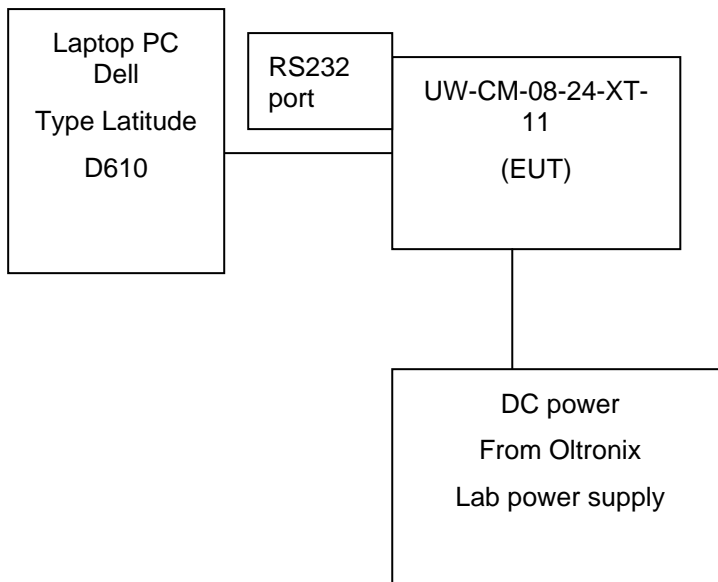 Laptop PC
Dell
Type Latitude
D610
RS232
port
UW-CM-08-24-XT-
11
(EUT)
DC power
From Oltronix
Lab power supply